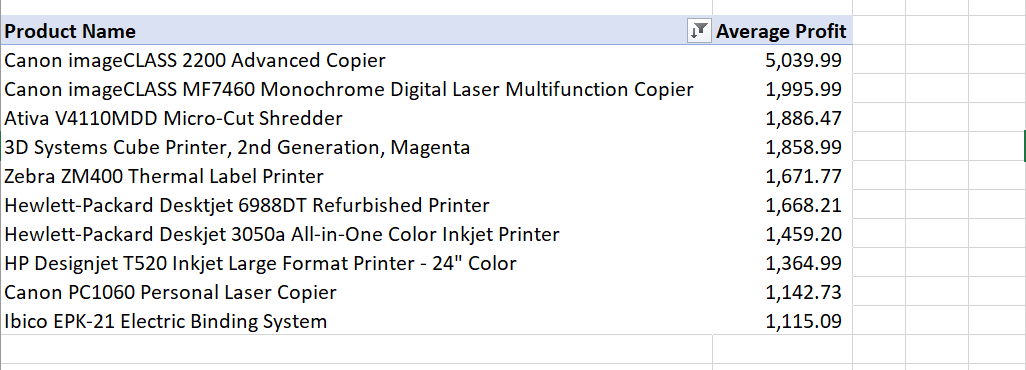 Product Name Average Profit
Canon imageCLASS 2200 Advanced Copier 5,039.99
Canon imageCLASS MF7460 Monochrome Digital Laser Multifunction Copier 1,995.99
Ativa V4110MDD Micro-Cut Shredder 1,886.47
3D Systems Cube Printer, 2nd Generation, Magenta 1,858.99
Zebra ZM400 Thermal Label Printer 1,671.77
Hewlett-Packard Desktjet 6988DT Refurbished Printer 1,668.21
Hewlett-Packard Deskjet 3050a All-in-One Color Inkjet Printer 1,459.20
HP Designjet T520 Inkjet Large Format Printer - 24" Color 1,364.99
Canon PC1060 Personal Laser Copier 1,142.73
Ibico EPK-21 Electric Binding System 1,115.09